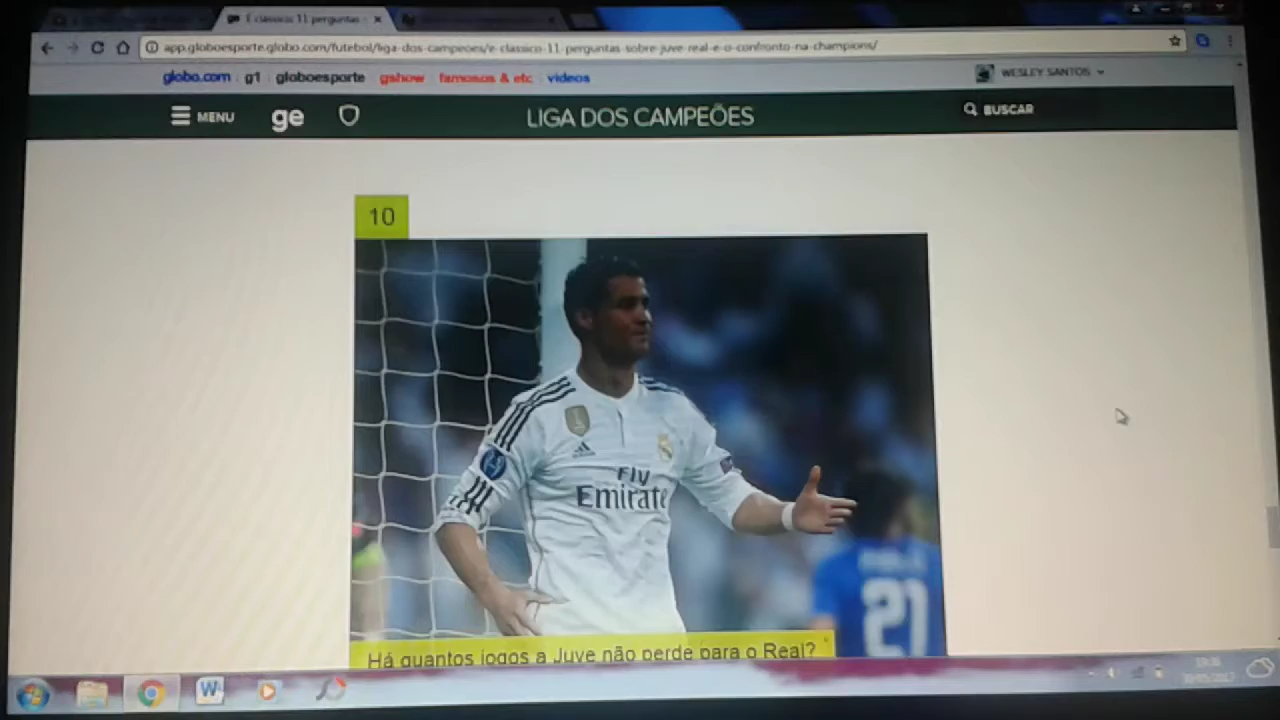 E clássico: 11 perguntas
app.globoesporte.globo.com/futebol/liga-dos-campeoes/e-classico-11-perguntas-sobre-juve-real-e-o-confronto-na-champions/
globo.com g1 globoesporte gshow famosos & etc vídeos
WESLEY SANTOS
MENU ge LIGA DOS CAMPEÕES BUSCAR
10
Fly
Emirate
21
Há quantos jogos a Juve não perde para o Real?